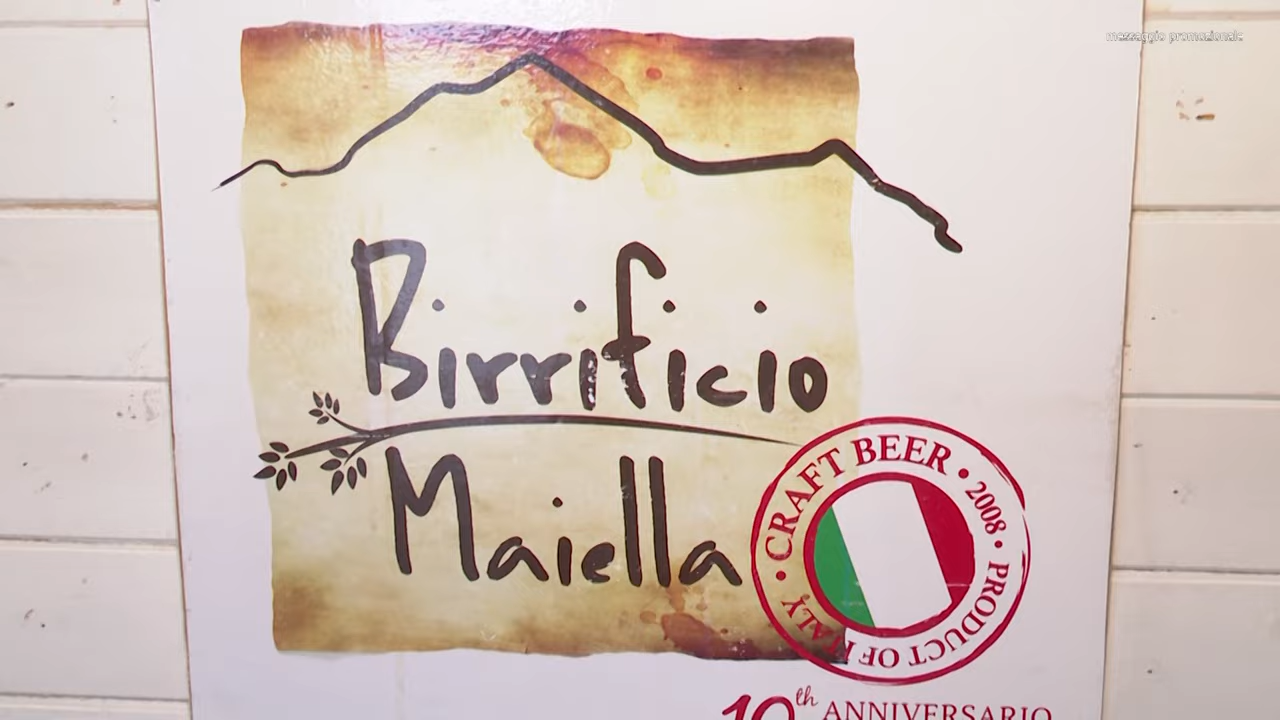 messaggio promozionale
Birrificio
Maiella
CRAFT BEER • 2008 • PRODUCT OF ITALY •
10th ANNIVERSARIO